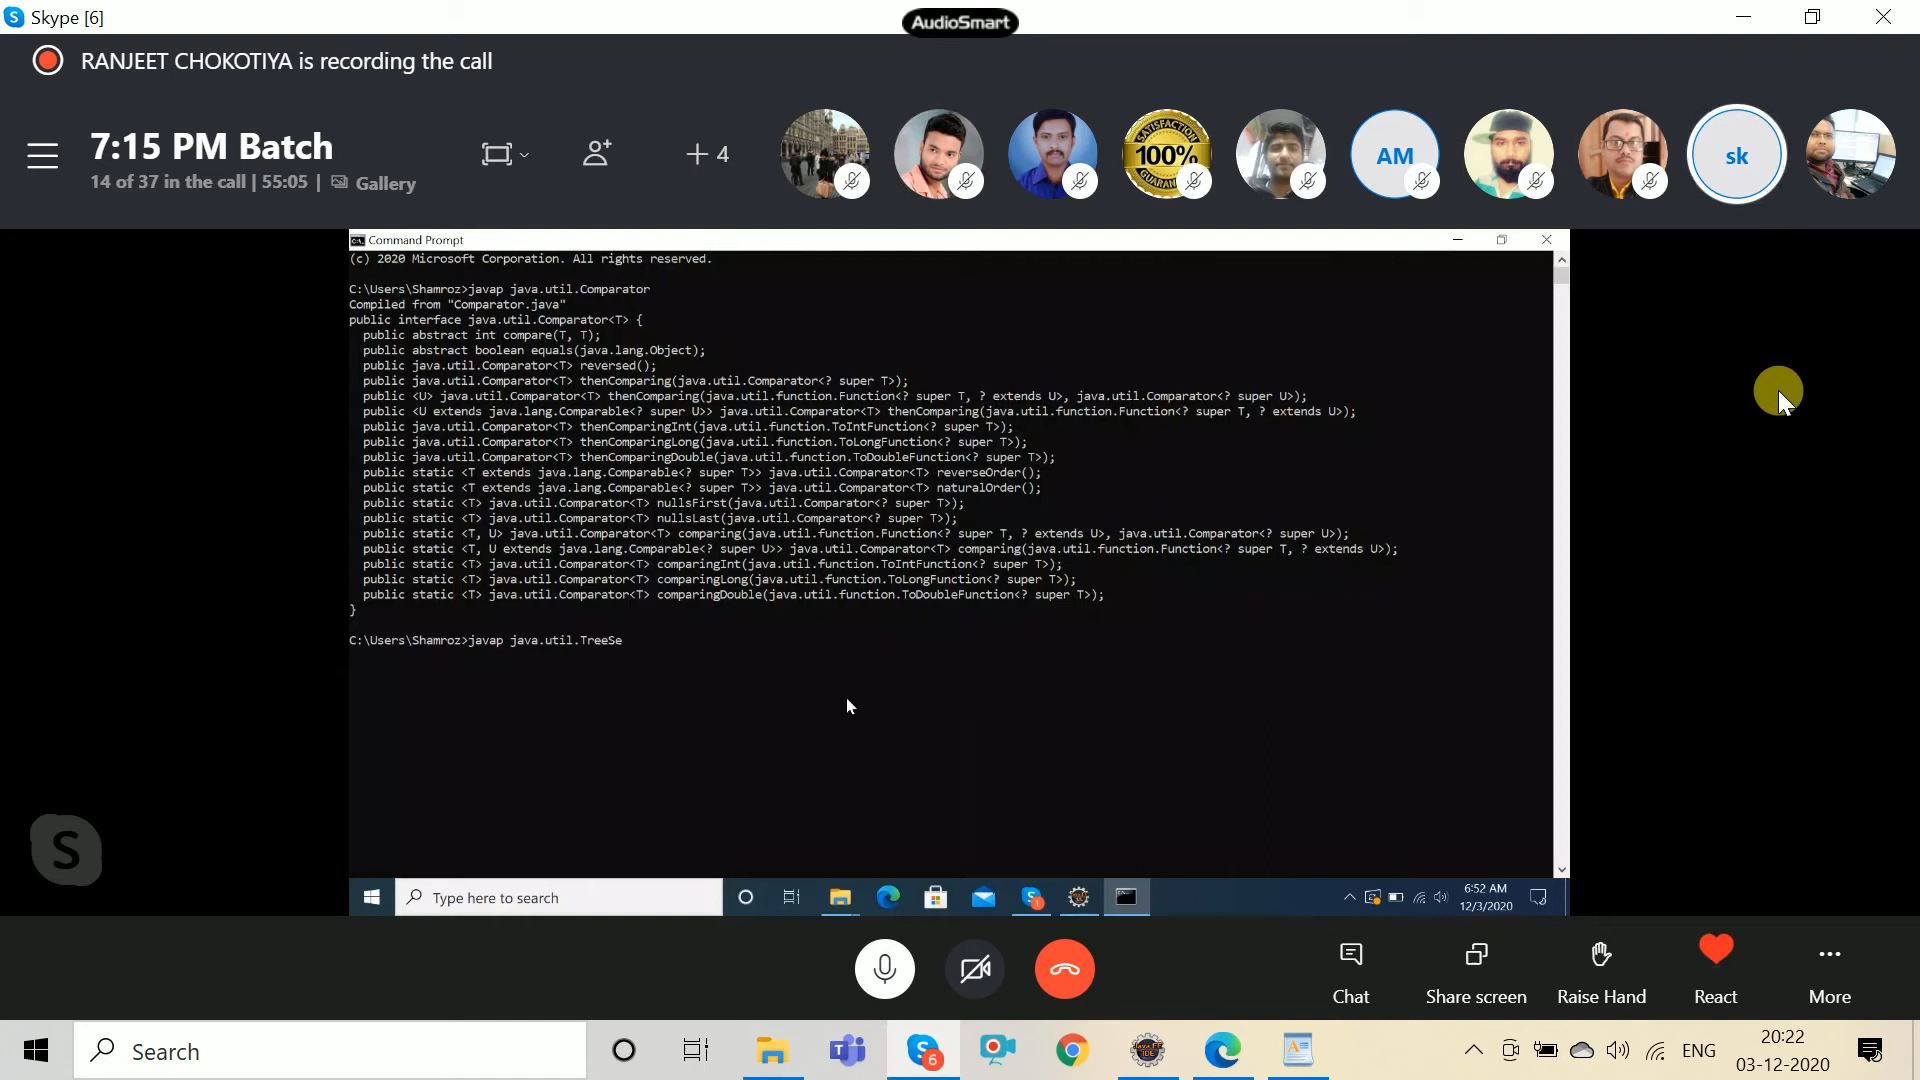 Skype [6]
AudioSmart
RANJEET CHOKOTIYA is recording the call
7:15 PM Batch
14 of 37 in the call | 55:05 | Gallery
+ 4
SATISFACTION
100%
AM
sk
Command Prompt
(c) 2020 Microsoft Corporation. All rights reserved.
C:\Users\Shamroz>javap java.util.Comparator
Compiled from "Comparator.java"
public interface java.util.Comparator<T> {
  public abstract int compare(T, T);
  public abstract boolean equals(java.lang.Object);
  public java.util.Comparator<T> reversed();
  public java.util.Comparator<T> thenComparing(java.util.Comparator<? super T>);
  public <U> java.util.Comparator<T> thenComparing(java.util.function.Function<? super T, ? extends U>, java.util.Comparator<? super U>);
  public <U extends java.lang.Comparable<? super U>> java.util.Comparator<T> thenComparing(java.util.function.Function<? super T, ? extends U>);
  public java.util.Comparator<T> thenComparingInt(java.util.function.ToIntFunction<? super T>);
  public java.util.Comparator<T> thenComparingLong(java.util.function.ToLongFunction<? super T>);
  public java.util.Comparator<T> thenComparingDouble(java.util.function.ToDoubleFunction<? super T>);
  public static <T extends java.lang.Comparable<? super T>> java.util.Comparator<T> reverseOrder();
  public static <T extends java.lang.Comparable<? super T>> java.util.Comparator<T> naturalOrder();
  public static <T> java.util.Comparator<T> nullsFirst(java.util.Comparator<? super T>);
  public static <T> java.util.Comparator<T> nullsLast(java.util.Comparator<? super T>);
  public static <T, U> java.util.Comparator<T> comparing(java.util.function.Function<? super T, ? extends U>, java.util.Comparator<? super U>);
  public static <T, U extends java.lang.Comparable<? super U>> java.util.Comparator<T> comparing(java.util.function.Function<? super T, ? extends U>);
  public static <T> java.util.Comparator<T> comparingInt(java.util.function.ToIntFunction<? super T>);
  public static <T> java.util.Comparator<T> comparingLong(java.util.function.ToLongFunction<? super T>);
  public static <T> java.util.Comparator<T> comparingDouble(java.util.function.ToDoubleFunction<? super T>);
}
C:\Users\Shamroz>javap java.util.TreeSe
Type here to search
6:52 AM
12/3/2020
Chat
Share screen
Raise Hand
React
More
Search
6
ENG
20:22
03-12-2020